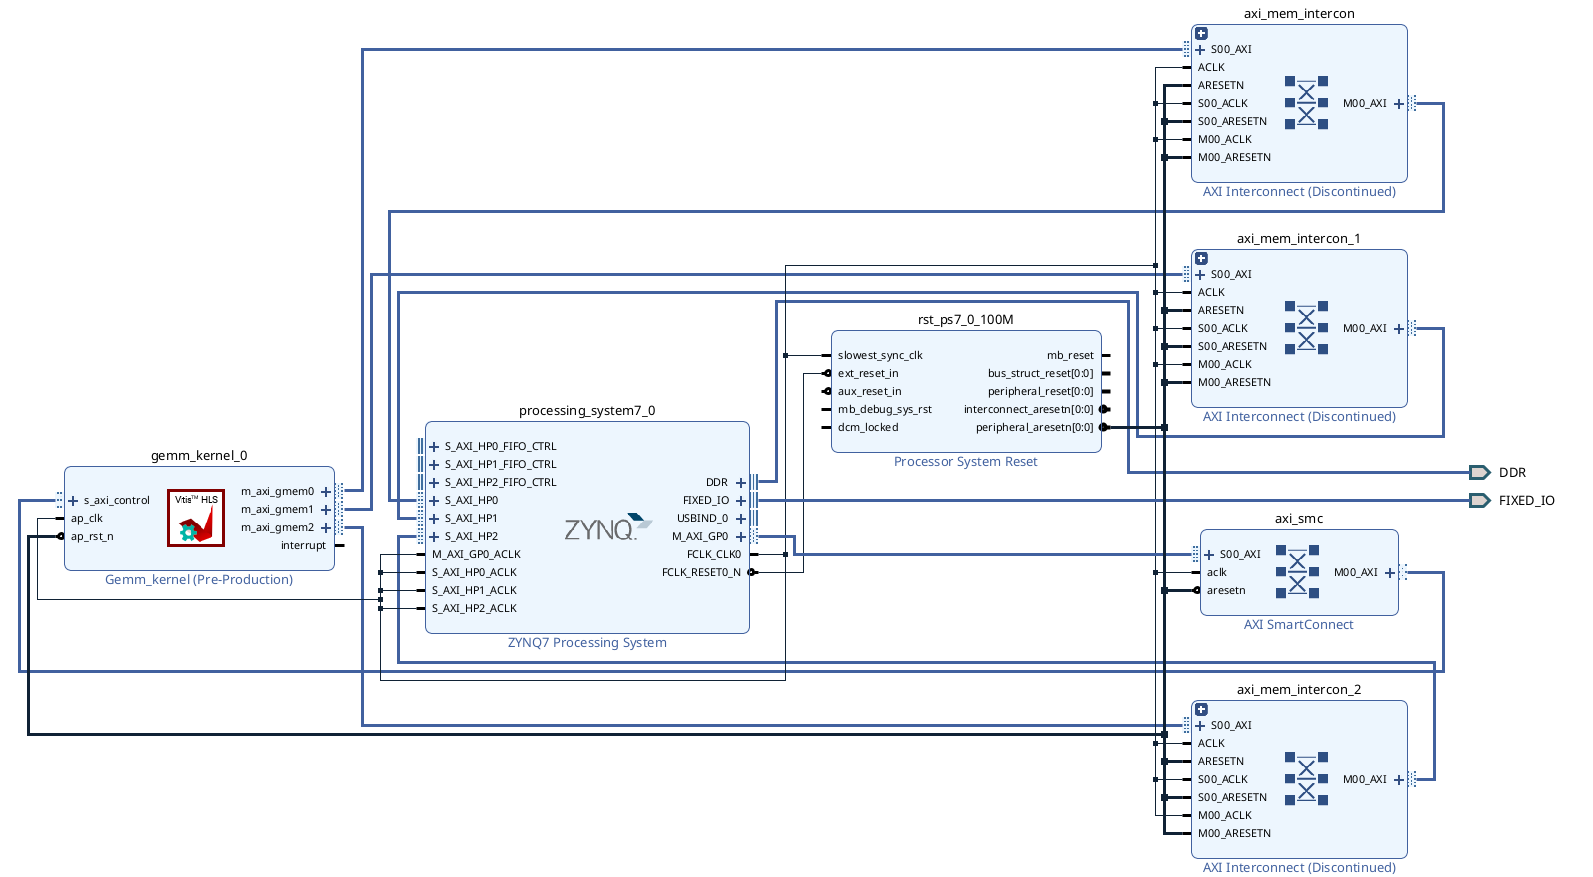 axi_mem_intercon
S00_AXI
ACLK
ARESETN
S00_ACLK
M00_AXI
S00_ARESETN
M00_ACLK
M00_ARESETN
AXI Interconnect (Discontinued)
axi_mem_intercon_1
S00_AXI
ACLK
ARESETN
S00_ACLK
M00_AXI
S00_ARESETN
M00_ACLK
M00_ARESETN
AXI Interconnect (Discontinued)
rst_ps7_0_100M
slowest_sync_clk
mb_reset
ext_reset_in
bus_struct_reset[0:0]
aux_reset_in
peripheral_reset[0:0]
mb_debug_sys_rst
interconnect_aresetn[0:0]
dcm_locked
peripheral_aresetn[0:0]
Processor System Reset
processing_system7_0
S_AXI_HP0_FIFO_CTRL
S_AXI_HP1_FIFO_CTRL
S_AXI_HP2_FIFO_CTRL
DDR
S_AXI_HP0
FIXED_IO
S_AXI_HP1
USBIND_0
S_AXI_HP2
M_AXI_GP0
M_AXI_GP0_ACLK
FCLK_CLK0
S_AXI_HP0_ACLK
FCLK_RESET0_N
S_AXI_HP1_ACLK
S_AXI_HP2_ACLK
ZYNQ.
ZYNQ7 Processing System
gemm_kernel_0
s_axi_control
m_axi_gmem0
ap_clk
m_axi_gmem1
ap_rst_n
m_axi_gmem2
interrupt
Vitis™ HLS
Gemm_kernel (Pre-Production)
DDR
FIXED_IO
axi_smc
S00_AXI
aclk
M00_AXI
aresetn
AXI SmartConnect
axi_mem_intercon_2
S00_AXI
ACLK
ARESETN
S00_ACLK
M00_AXI
S00_ARESETN
M00_ACLK
M00_ARESETN
AXI Interconnect (Discontinued)